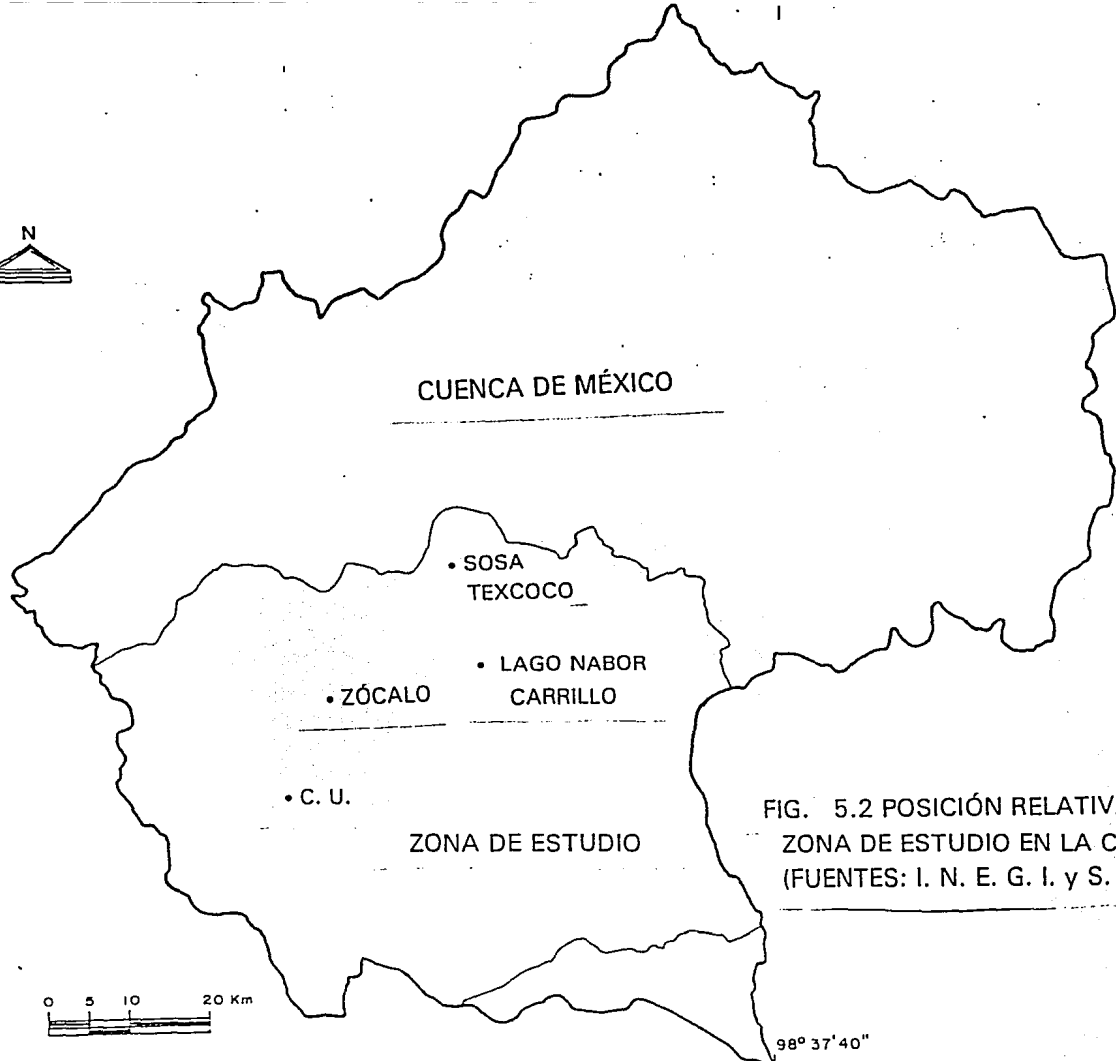 N
CUENCA DE MÉXICO
• SOSA
TEXCOCO
• LAGO NABOR
CARRILLO
• ZÓCALO
• C. U.
ZONA DE ESTUDIO
FIG. 5.2 POSICIÓN RELATIV
ZONA DE ESTUDIO EN LA C
(FUENTES: I. N. E. G. I. y S.
0 5 10 20 Km
98° 37'40"